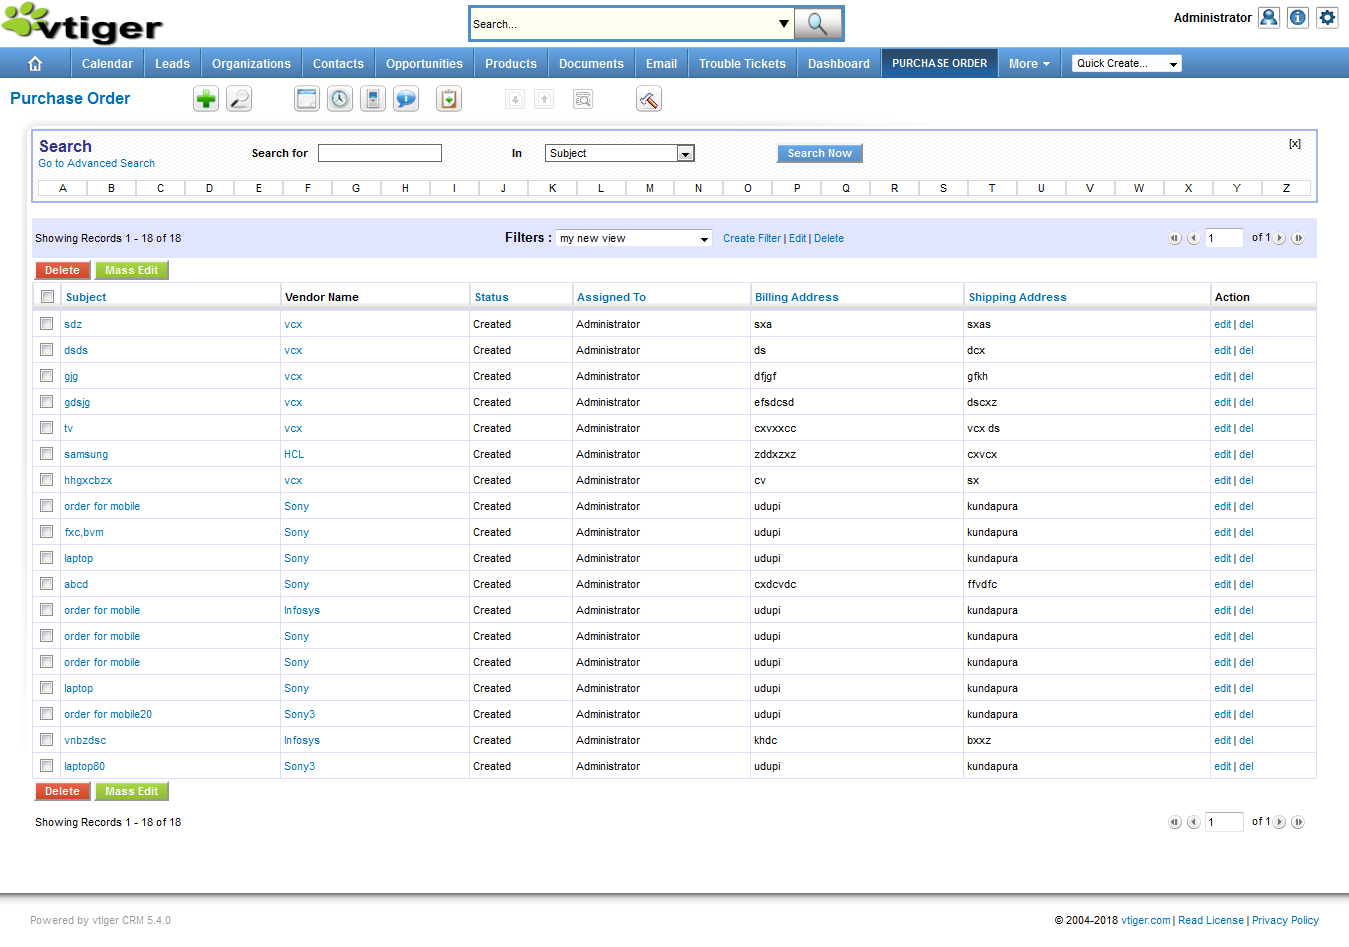 vtiger
Search...
Administrator
Calendar Leads Organizations Contacts Opportunities Products Documents Email Trouble Tickets Dashboard PURCHASE ORDER More Quick Create...
Purchase Order
Search
Go to Advanced Search
Search for In Subject Search Now [x]
A B C D E F G H I J K L M N O P Q R S T U V W X Y Z
Showing Records 1 - 18 of 18 Filters : my new view Create Filter | Edit | Delete 1 of 1
Delete Mass Edit
Subject Vendor Name Status Assigned To Billing Address Shipping Address Action
sdz vcx Created Administrator sxa sxas edit | del
dsds vcx Created Administrator ds dcx edit | del
gjg vcx Created Administrator dfjgf gfkh edit | del
gdsjg vcx Created Administrator efsdcsd dscxz edit | del
tv vcx Created Administrator cxvxxcc vcx ds edit | del
samsung HCL Created Administrator zddxzxz cxvcx edit | del
hhgxcbzx vcx Created Administrator cv sx edit | del
order for mobile Sony Created Administrator udupi kundapura edit | del
fxc,bvm Sony Created Administrator udupi kundapura edit | del
laptop Sony Created Administrator udupi kundapura edit | del
abcd Sony Created Administrator cxdcvdc ffvdfc edit | del
order for mobile Infosys Created Administrator udupi kundapura edit | del
order for mobile Sony Created Administrator udupi kundapura edit | del
order for mobile Sony Created Administrator udupi kundapura edit | del
laptop Sony Created Administrator udupi kundapura edit | del
order for mobile20 Sony3 Created Administrator udupi kundapura edit | del
vnbzdsc Infosys Created Administrator khdc bxxz edit | del
laptop80 Sony3 Created Administrator udupi kundapura edit | del
Delete Mass Edit
Showing Records 1 - 18 of 18 1 of 1
Powered by vtiger CRM 5.4.0 © 2004-2018 vtiger.com | Read License | Privacy Policy